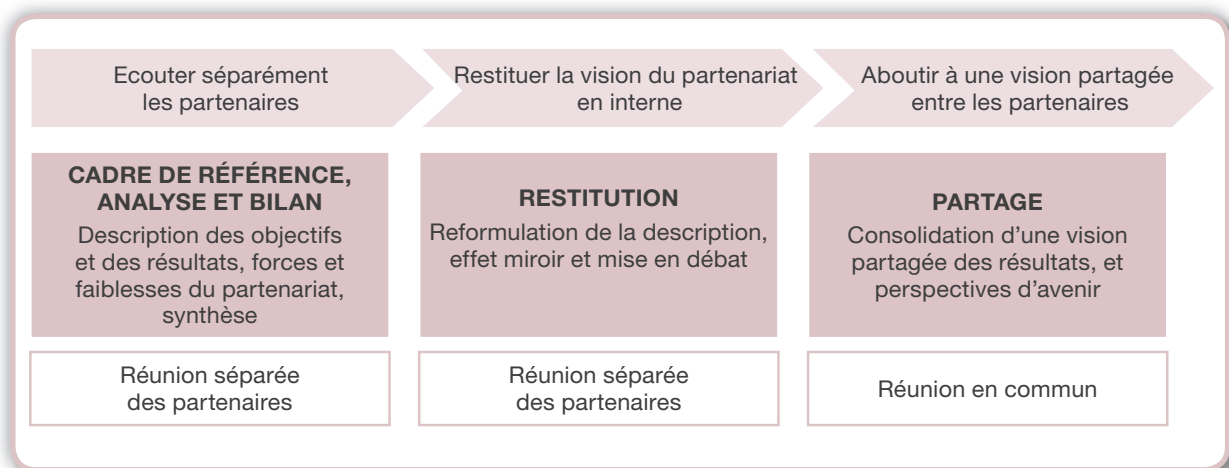 Ecouter séparément
les partenaires
Restituer la vision du partenariat
en interne
Aboutir à une vision partagée
entre les partenaires
CADRE DE RÉFÉRENCE,
ANALYSE ET BILAN
Description des objectifs
et des résultats, forces et
faiblesses du partenariat,
synthèse
RESTITUTION
Reformulation de la description,
effet miroir et mise en débat
PARTAGE
Consolidation d’une vision
partagée des résultats, et
perspectives d’avenir
Réunion séparée
des partenaires
Réunion séparée
des partenaires
Réunion en commun